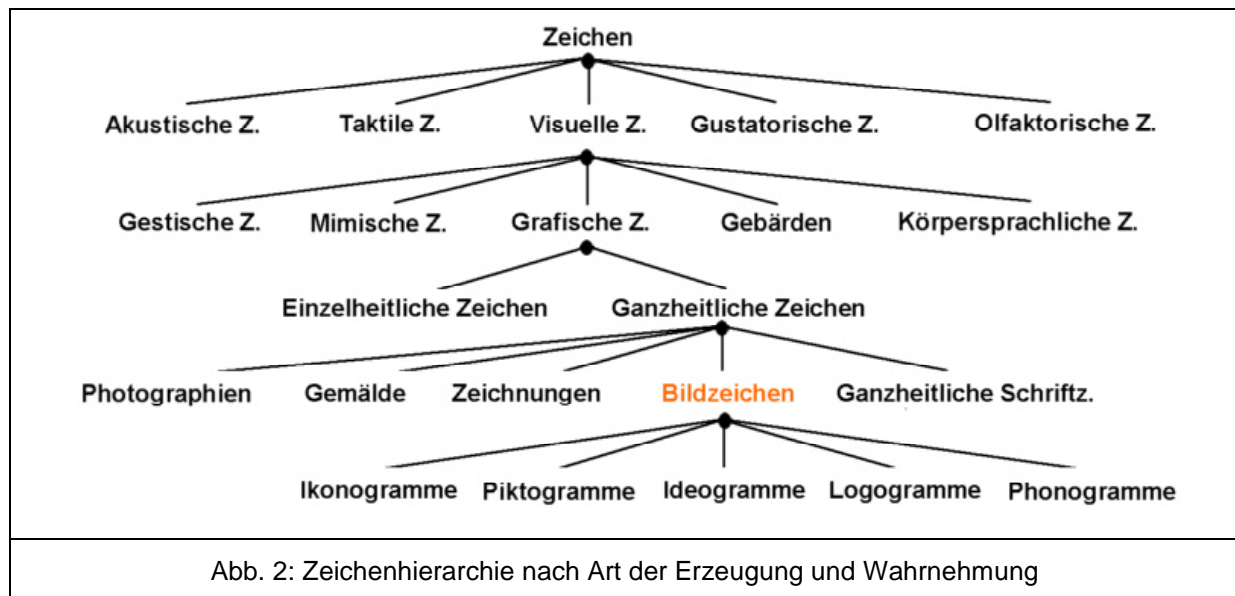 Zeichen
Akustische Z. Taktile Z. Visuelle Z. Gustatorische Z. Olfaktorische Z.
Gestische Z. Mimische Z. Grafische Z. Gebärden Körpersprachliche Z.
Einzelheitliche Zeichen Ganzheitliche Zeichen
Photographien Gemälde Zeichnungen Bildzeichen Ganzheitliche Schriftz.
Ikonogramme Piktogramme Ideogramme Logogramme Phonogramme
Abb. 2: Zeichenhierarchie nach Art der Erzeugung und Wahrnehmung